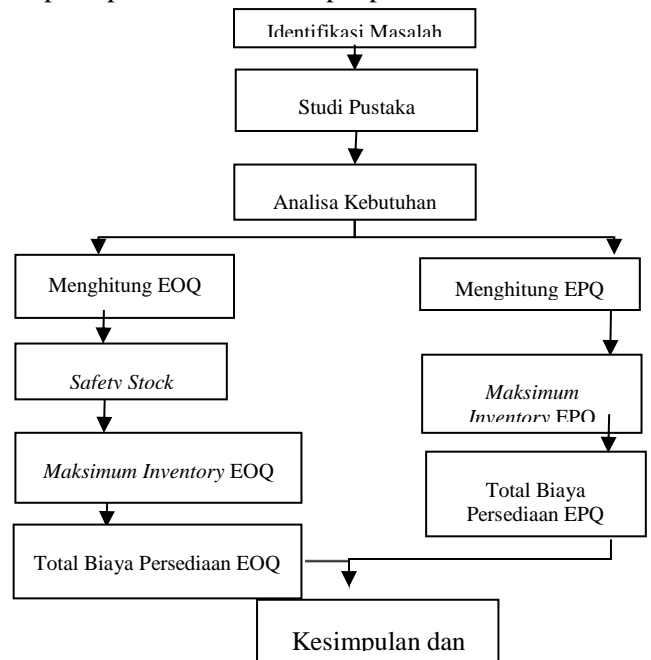 Identifikasi Masalah
Studi Pustaka
Analisa Kebutuhan
Menghitung EOQ
Safety Stock
Maksimum Inventory EOQ
Total Biaya Persediaan EOQ
Menghitung EPQ
Maksimum
Inventory EPQ
Total Biaya
Persediaan EPQ
Kesimpulan dan